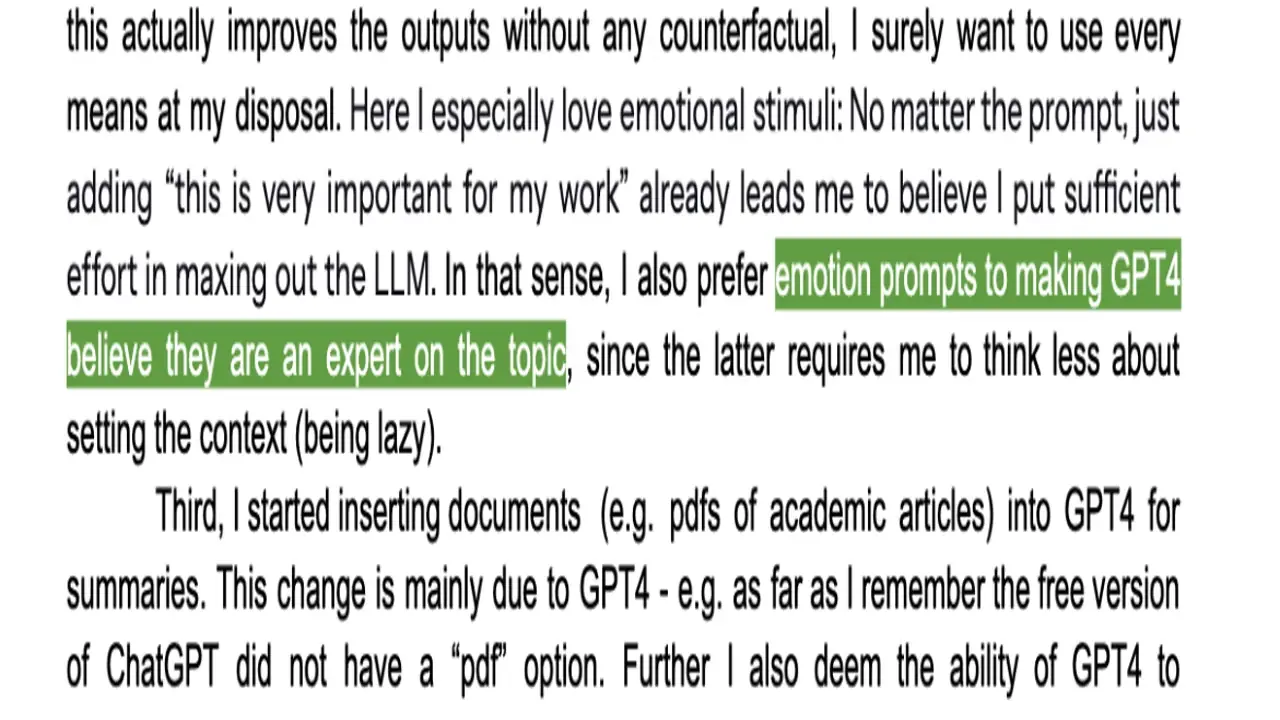 this actually improves the outputs without any counterfactual, I surely want to use every
means at my disposal. Here I especially love emotional stimuli: No matter the prompt, just
adding “this is very important for my work” already leads me to believe I put sufficient
effort in maxing out the LLM. In that sense, I also prefer emotion prompts to making GPT4
believe they are an expert on the topic, since the latter requires me to think less about
setting the context (being lazy).
Third, I started inserting documents (e.g. pdfs of academic articles) into GPT4 for
summaries. This change is mainly due to GPT4 - e.g. as far as I remember the free version
of ChatGPT did not have a “pdf” option. Further I also deem the ability of GPT4 to